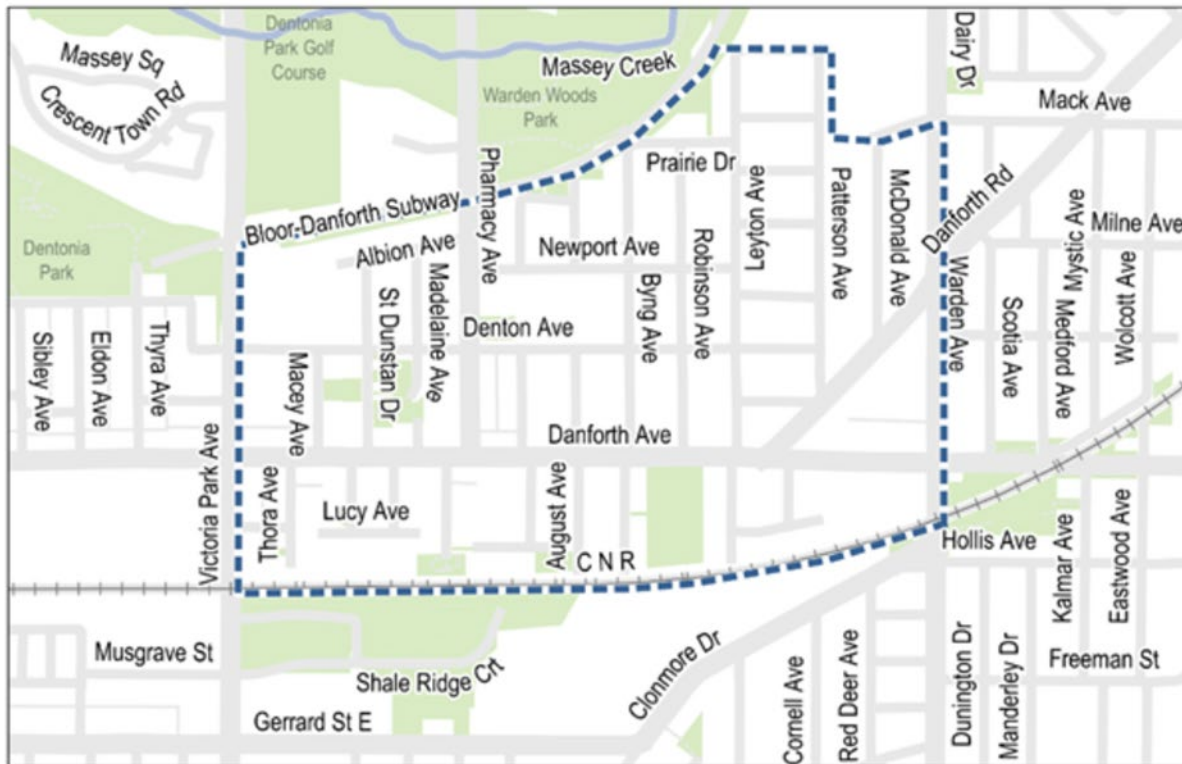 Massey Sq
Crescent Town Rd
Dentonia
Park Golf
Course
Massey Creek
Warden Woods
Park
Dairy Dr
Mack Ave
Prairie Dr
Pharmacy Ave
Bloor-Danforth Subway
Leyton Ave
Patterson Ave
McDonald Ave
Danforth Rd
Mystic Ave
Milne Ave
Dentonia
Park
Albion Ave
Newport Ave
Robinson Ave
Byng Ave
Warden Ave
Wolcott Ave
Sibley Ave
Eldon Ave
Thyra Ave
St Dunstan Dr
Madelaine Ave
Denton Ave
Scotia Ave
Medford Ave
Macey Ave
Danforth Ave
Victoria Park Ave
Thora Ave
Lucy Ave
August Ave
C N R
Hollis Ave
Kalmar Ave
Eastwood Ave
Musgrave St
Shale Ridge Crt
Clonmore Dr
Cornell Ave
Red Deer Ave
Dunington Dr
Manderley Dr
Freeman St
Gerrard St E